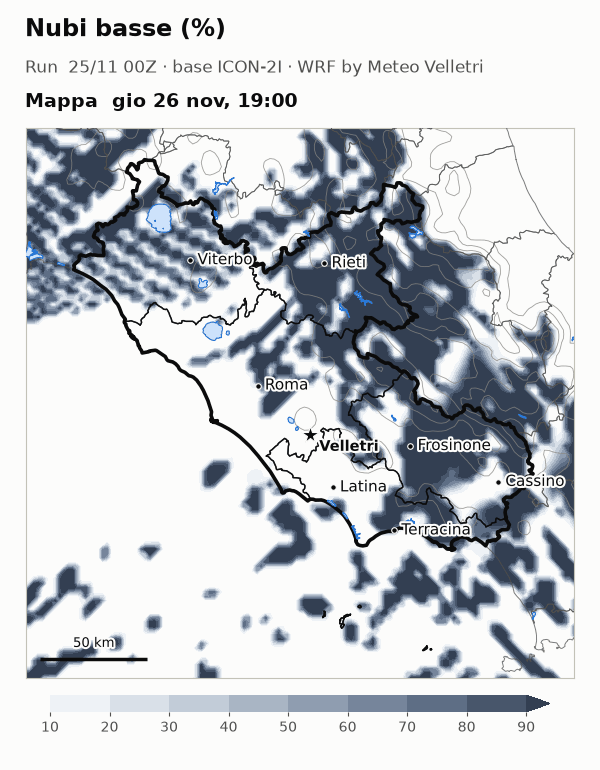 Nubi basse (%)
Run 25/11 00Z · base ICON-2I · WRF by Meteo Velletri
Mappa gio 26 nov, 19:00
Viterbo
Rieti
Roma
Velletri
Frosinone
Cassino
Latina
Terracina
50 km
10 20 30 40 50 60 70 80 90